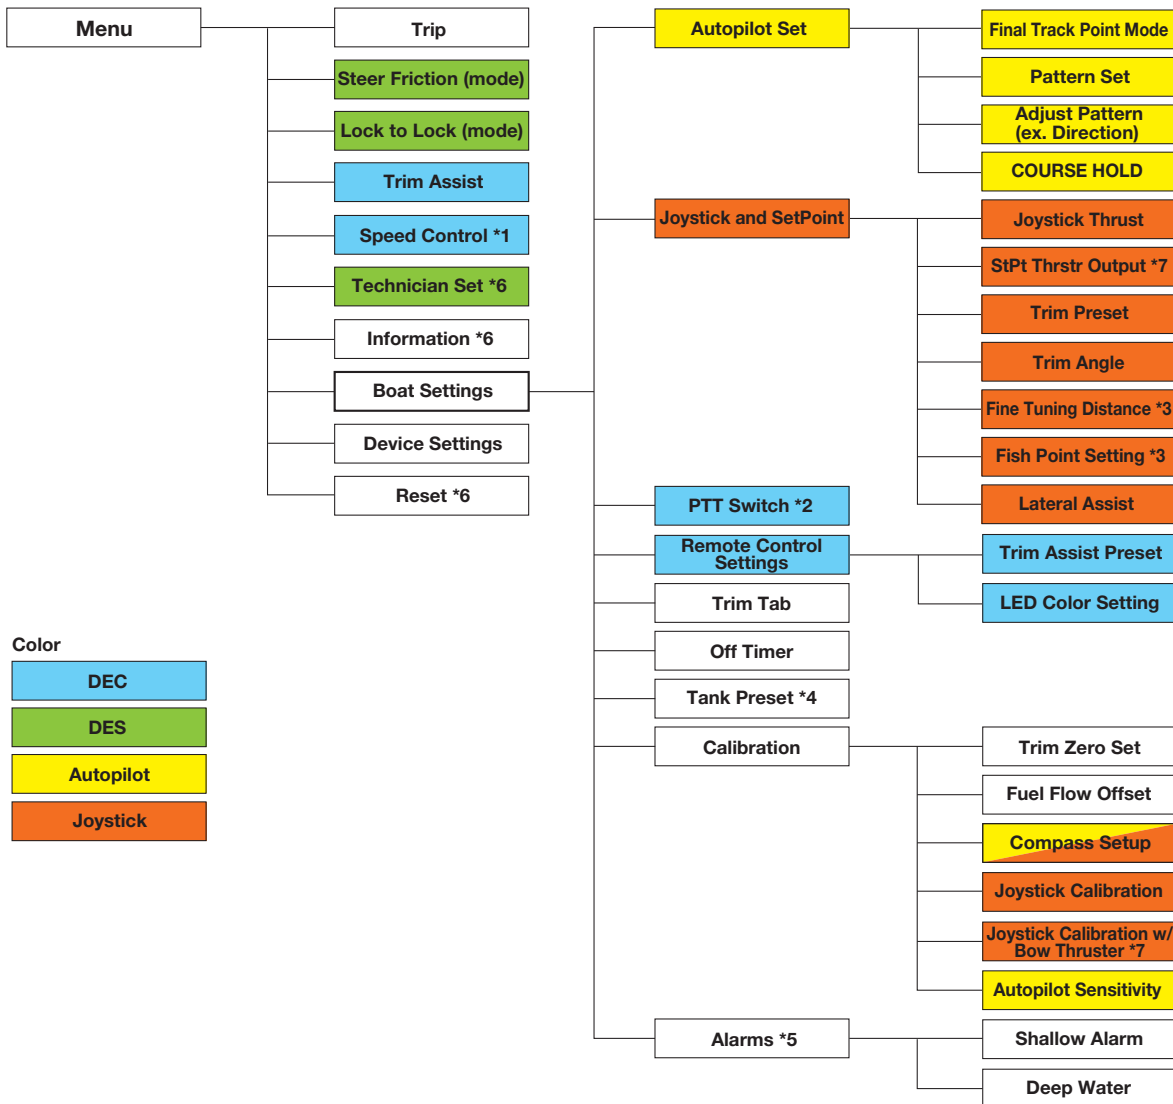 Menu
Trip
Steer Friction (mode)
Lock to Lock (mode)
Trim Assist
Speed Control *1
Technician Set *6
Information *6
Boat Settings
Device Settings
Reset *6
Autopilot Set
Final Track Point Mode
Pattern Set
Adjust Pattern
(ex. Direction)
COURSE HOLD
Joystick and SetPoint
Joystick Thrust
StPt Thrstr Output *7
Trim Preset
Trim Angle
Fine Tuning Distance *3
Fish Point Setting *3
Lateral Assist
PTT Switch *2
Remote Control
Settings
Trim Assist Preset
LED Color Setting
Trim Tab
Off Timer
Tank Preset *4
Calibration
Trim Zero Set
Fuel Flow Offset
Compass Setup
Joystick Calibration
Joystick Calibration w/
Bow Thruster *7
Autopilot Sensitivity
Alarms *5
Shallow Alarm
Deep Water
Color
DEC
DES
Autopilot
Joystick